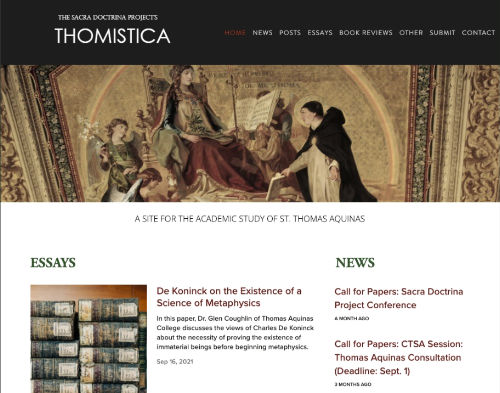 THE SACRA DOCTRINA PROJECTS
THOMISTICA
HOME NEWS POSTS ESSAYS BOOK REVIEWS OTHER SUBMIT CONTACT
A SITE FOR THE ACADEMIC STUDY OF ST. THOMAS AQUINAS
ESSAYS
De Koninck on the Existence of a
Science of Metaphysics
In this paper, Dr. Glen Coughlin of Thomas Aquinas
College discusses the views of Charles De Koninck
about the necessity of proving the existence of
immaterial beings before beginning metaphysics.
Sep 16, 2021
NEWS
Call for Papers: Sacra Doctrina
Project Conference
A MONTH AGO
Call for Papers: CTSA Session:
Thomas Aquinas Consultation
(Deadline: Sept. 1)
3 MONTHS AGO